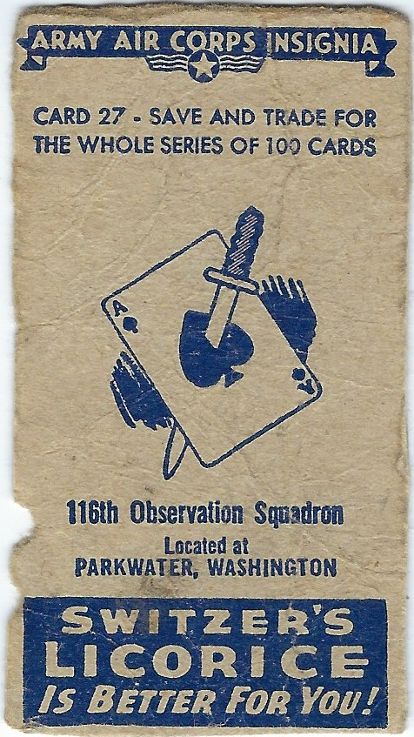 ARMY AIR CORPS INSIGNIA
CARD 27 - SAVE AND TRADE FOR
THE WHOLE SERIES OF 100 CARDS
A
A
116th Observation Squadron
Located at
PARKWATER, WASHINGTON
SWITZER'S
LICORICE
IS BETTER FOR YOU!